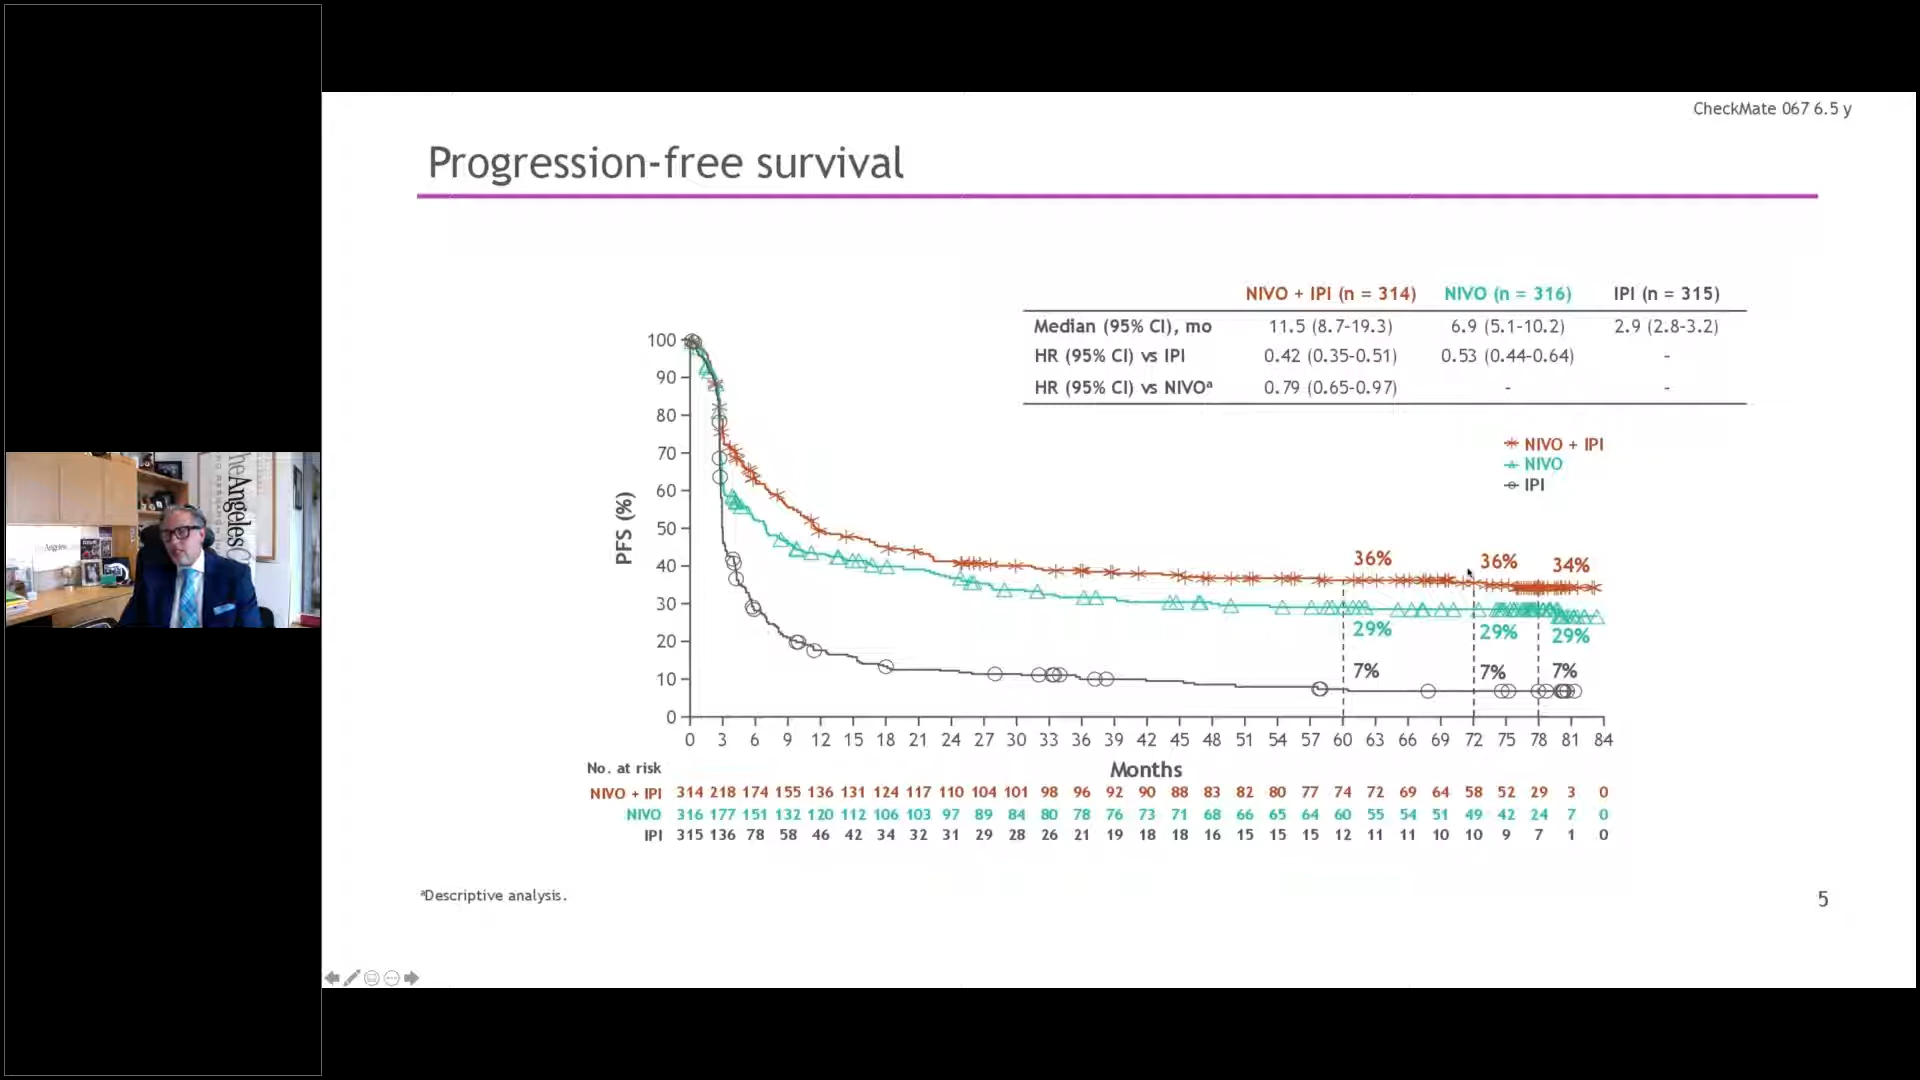 CheckMate 067 6.5 y
Progression-free survival
NIVO + IPI (n = 314) NIVO (n = 316) IPI (n = 315)
Median (95% CI), mo 11.5 (8.7-19.3) 6.9 (5.1-10.2) 2.9 (2.8-3.2)
HR (95% CI) vs IPI 0.42 (0.35-0.51) 0.53 (0.44-0.64) -
HR (95% CI) vs NIVOᵃ 0.79 (0.65-0.97) - -
NIVO + IPI
NIVO
IPI
PFS (%)
100
90
80
70
60
50
40
30
20
10
0
36% 36% 34%
29% 29% 29%
7% 7% 7%
0 3 6 9 12 15 18 21 24 27 30 33 36 39 42 45 48 51 54 57 60 63 66 69 72 75 78 81 84
Months
No. at risk
NIVO + IPI 314 218 174 155 136 131 124 117 110 104 101 98 96 92 90 88 83 82 80 77 74 72 69 64 58 52 29 3 0
NIVO 316 177 151 132 120 112 106 103 97 89 84 80 78 76 73 71 68 66 65 64 60 55 54 51 49 42 24 7 0
IPI 315 136 78 58 46 42 34 32 31 29 28 26 21 19 18 18 16 15 15 15 12 11 11 10 10 9 7 1 0
ᵃDescriptive analysis.
5
heAngelesC